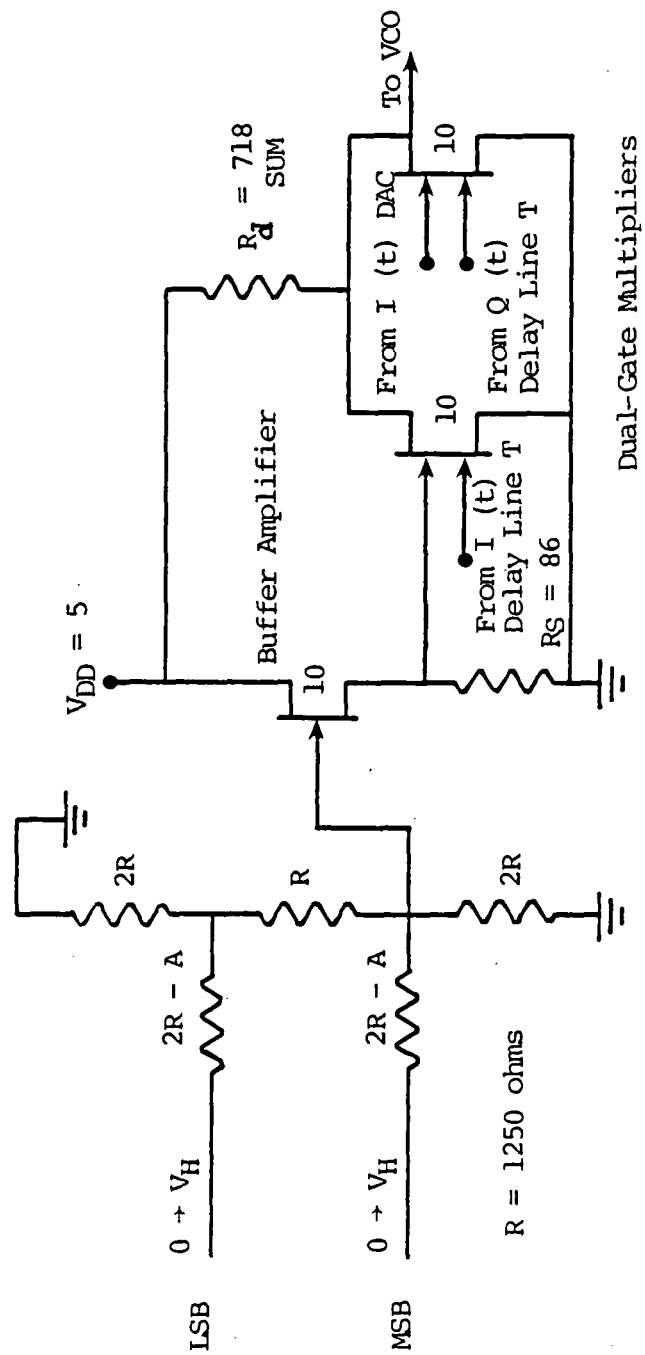 LSB
MSB
0 → V_H
0 → V_H
2R - A
2R - A
R = 1250 ohms
2R
R
2R
V_DD = 5
Buffer Amplifier
10
R_d = 718
SUM
From I (t)
Delay Line T
R_S = 86
10
From I (t) DAC
From Q (t)
Delay Line T
10
To VCO
Dual-Gate Multipliers